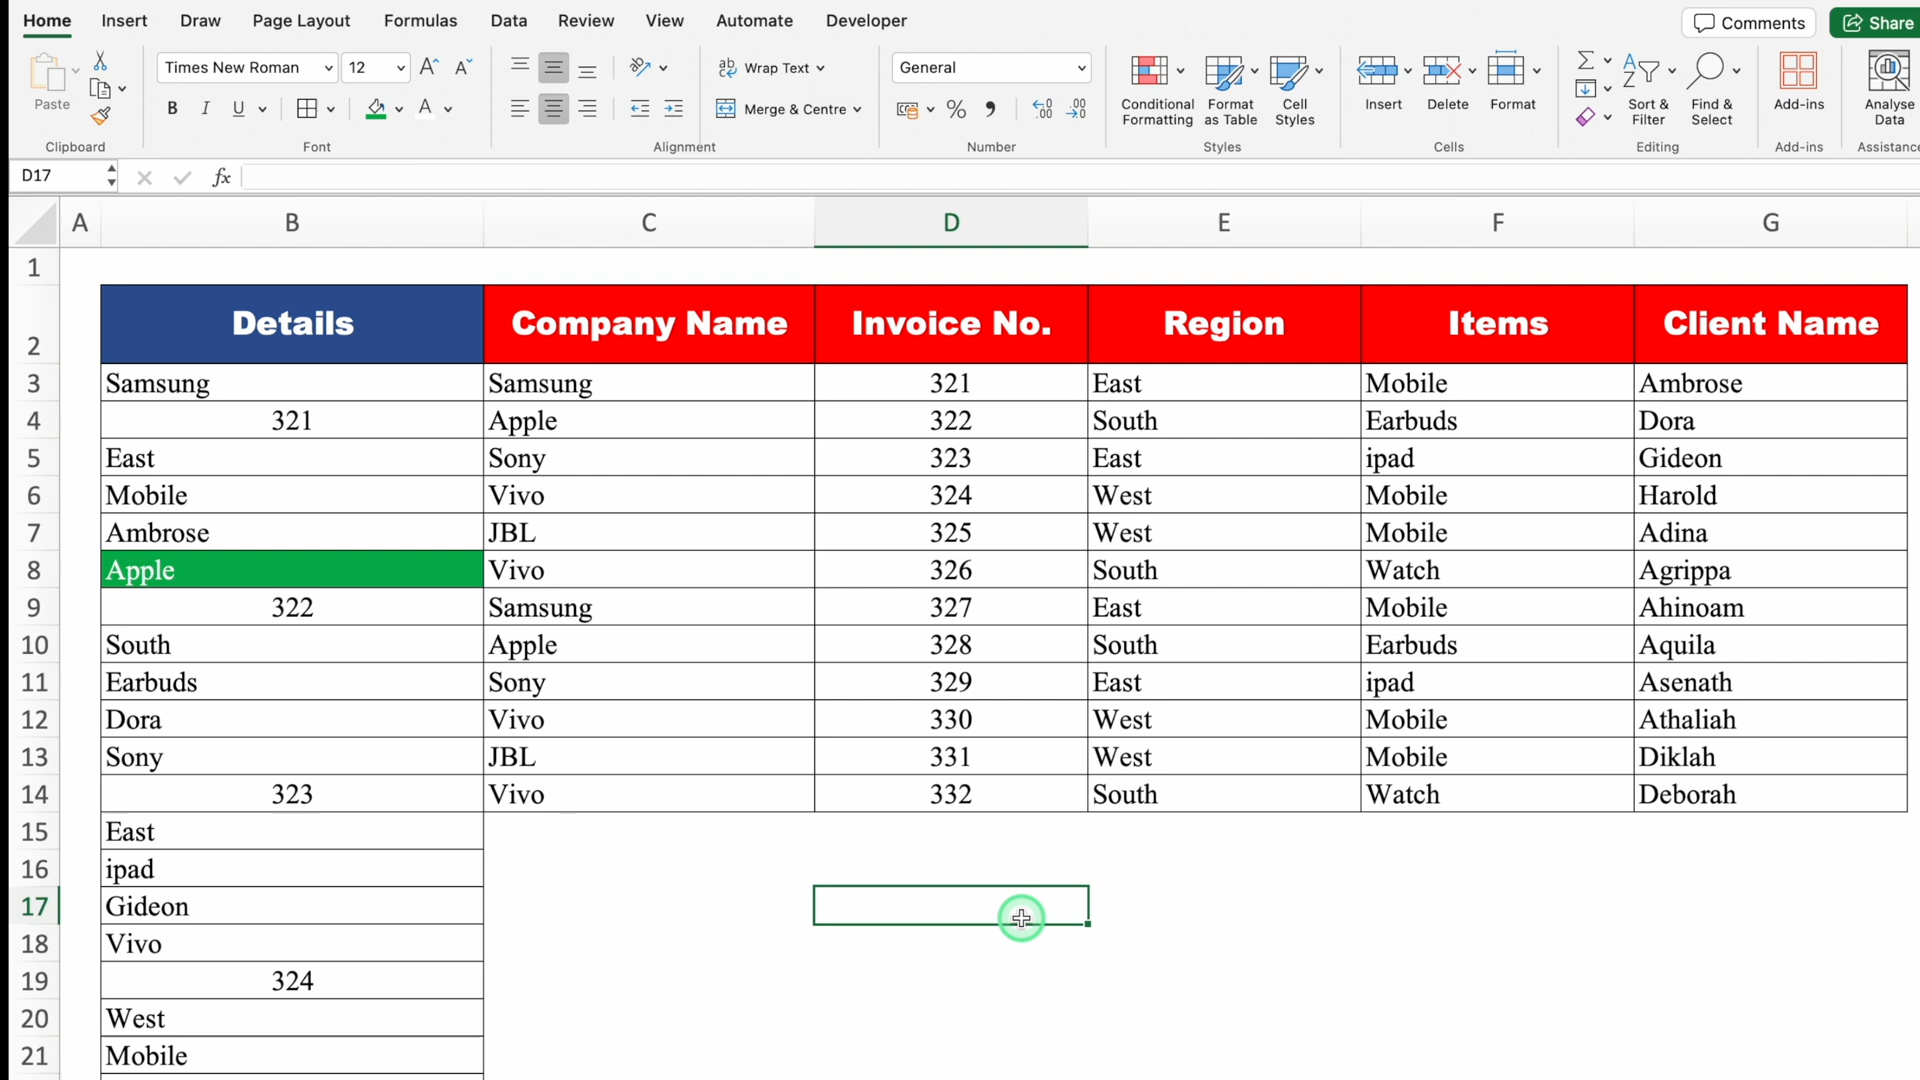 Home Insert Draw Page Layout Formulas Data Review View Automate Developer Comments Share
Paste Times New Roman 12 A A Wrap Text General Conditional Formatting Format as Table Cell Styles Insert Delete Format Sort & Filter Find & Select Add-ins Analyse Data
B I U A Merge & Centre % ,
Clipboard Font Alignment Number Styles Cells Editing Add-ins Assistanc
D17 fx
A B C D E F G
1
2 Details Company Name Invoice No. Region Items Client Name
3 Samsung Samsung 321 East Mobile Ambrose
4 321 Apple 322 South Earbuds Dora
5 East Sony 323 East ipad Gideon
6 Mobile Vivo 324 West Mobile Harold
7 Ambrose JBL 325 West Mobile Adina
8 Apple Vivo 326 South Watch Agrippa
9 322 Samsung 327 East Mobile Ahinoam
10 South Apple 328 South Earbuds Aquila
11 Earbuds Sony 329 East ipad Asenath
12 Dora Vivo 330 West Mobile Athaliah
13 Sony JBL 331 West Mobile Diklah
14 323 Vivo 332 South Watch Deborah
15 East
16 ipad
17 Gideon
18 Vivo
19 324
20 West
21 Mobile